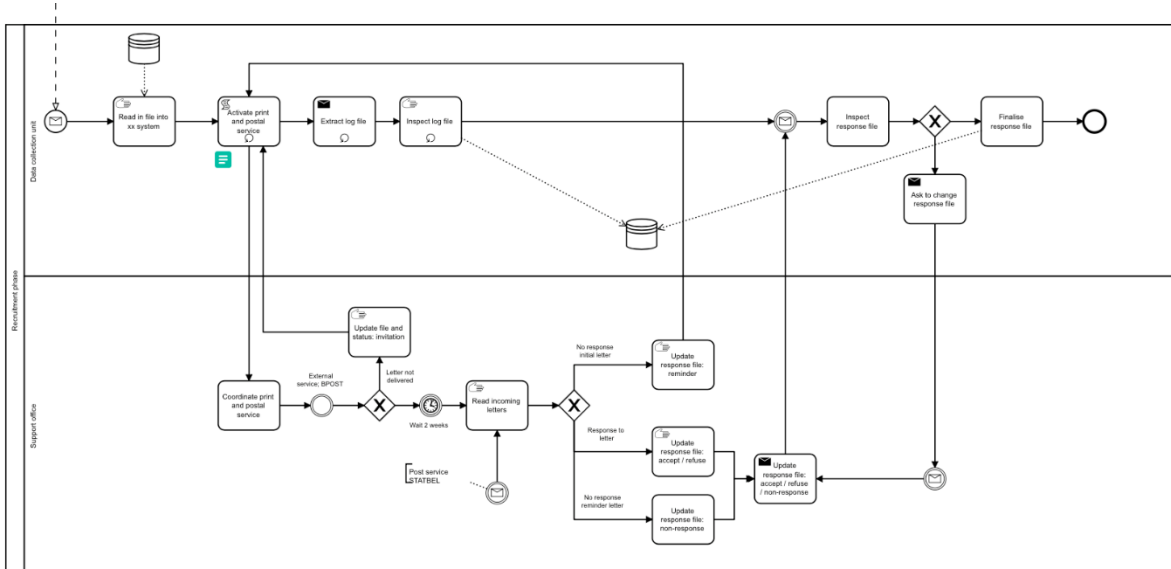 Recruitment phase
Data collection unit
Read in file into
xx system
Activate print
and postal
service
Extract log file
Inspect log file
Inspect
response file
Finalise
response file
Ask to change
response file
Support office
Update file and
status: invitation
Letter not
delivered
External
service; BPOST
Coordinate print
and postal
service
Wait 2 weeks
Read incoming
letters
Post service
STATBEL
No response
initial letter
Update
response file:
reminder
Response to
letter
Update
response file:
accept / refuse
No response
reminder letter
Update
response file:
non-response
Update
response file:
accept / refuse
/ non-response